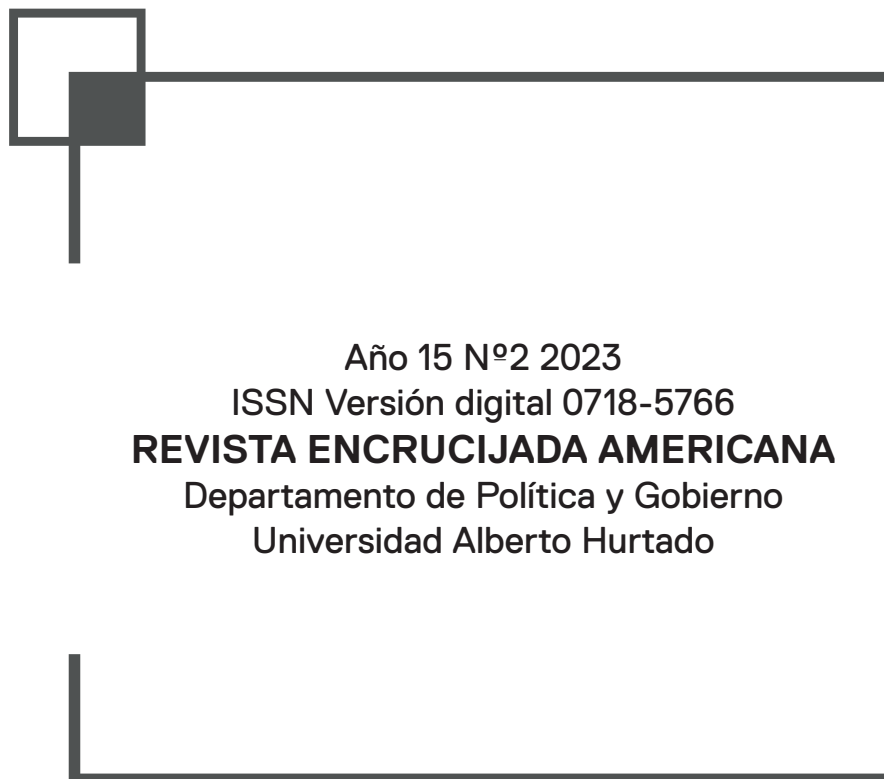 Año 15 Nº2 2023
ISSN Versión digital 0718-5766
REVISTA ENCRUCIJADA AMERICANA
Departamento de Política y Gobierno
Universidad Alberto Hurtado